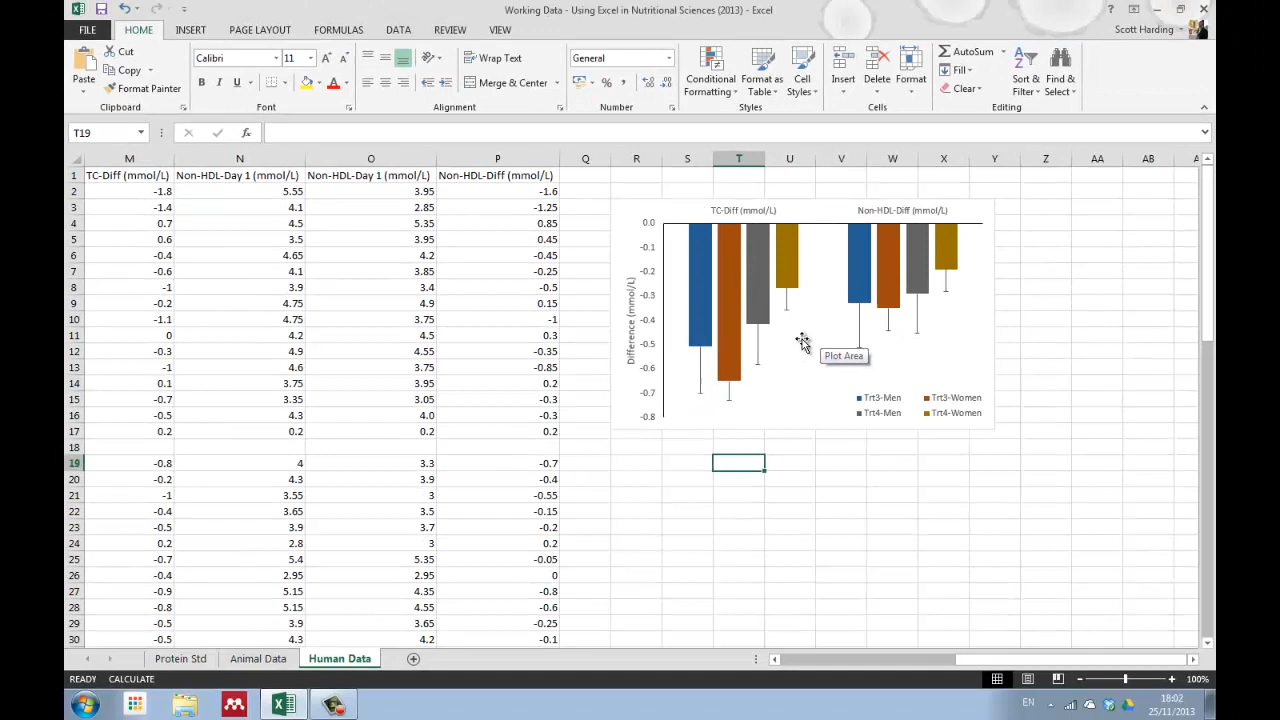 Working Data - Using Excel in Nutritional Sciences (2013) - Excel
FILE HOME INSERT PAGE LAYOUT FORMULAS DATA REVIEW VIEW Scott Harding
Cut
Copy
Format Painter
Paste
Clipboard
Calibri 11
B I U
Font
Wrap Text
Merge & Center
Alignment
General
Number
Conditional Formatting
Format as Table
Cell Styles
Styles
Insert Delete Format
Cells
AutoSum
Fill
Clear
Sort & Filter
Find & Select
Editing
T19
M N O P Q R S T U V W X Y Z AA AB
1 TC-Diff (mmol/L) Non-HDL-Day 1 (mmol/L) Non-HDL-Day 1 (mmol/L) Non-HDL-Diff (mmol/L)
2 -1.8 5.55 3.95 -1.6
3 -1.4 4.1 2.85 -1.25
4 0.7 4.5 5.35 0.85
5 0.6 3.5 3.95 0.45
6 -0.4 4.65 4.2 -0.45
7 -0.6 4.1 3.85 -0.25
8 -1 3.9 3.4 -0.5
9 -0.2 4.75 4.9 0.15
10 -1.1 4.75 3.75 -1
11 0 4.2 4.5 0.3
12 -0.3 4.9 4.55 -0.35
13 -1 4.6 3.75 -0.85
14 0.1 3.75 3.95 0.2
15 -0.7 3.35 3.05 -0.3
16 -0.5 4.3 4.0 -0.3
17 0.2 0.2 0.2 0.2
18
19 -0.8 4 3.3 -0.7
20 -0.2 4.3 3.9 -0.4
21 -1 3.55 3 -0.55
22 -0.4 3.65 3.5 -0.15
23 -0.5 3.9 3.7 -0.2
24 0.2 2.8 3 0.2
25 -0.7 5.4 5.35 -0.05
26 -0.4 2.95 2.95 0
27 -0.9 5.15 4.35 -0.8
28 -0.8 5.15 4.55 -0.6
29 -0.5 3.9 3.65 -0.25
30 -0.5 4.3 4.2 -0.1
TC-Diff (mmol/L) Non-HDL-Diff (mmol/L)
Difference (mmol/L)
0.0
-0.1
-0.2
-0.3
-0.4
-0.5
-0.6
-0.7
-0.8
Plot Area
Trt3-Men Trt3-Women
Trt4-Men Trt4-Women
Protein Std Animal Data Human Data
READY CALCULATE 100%
EN 18:02
25/11/2013